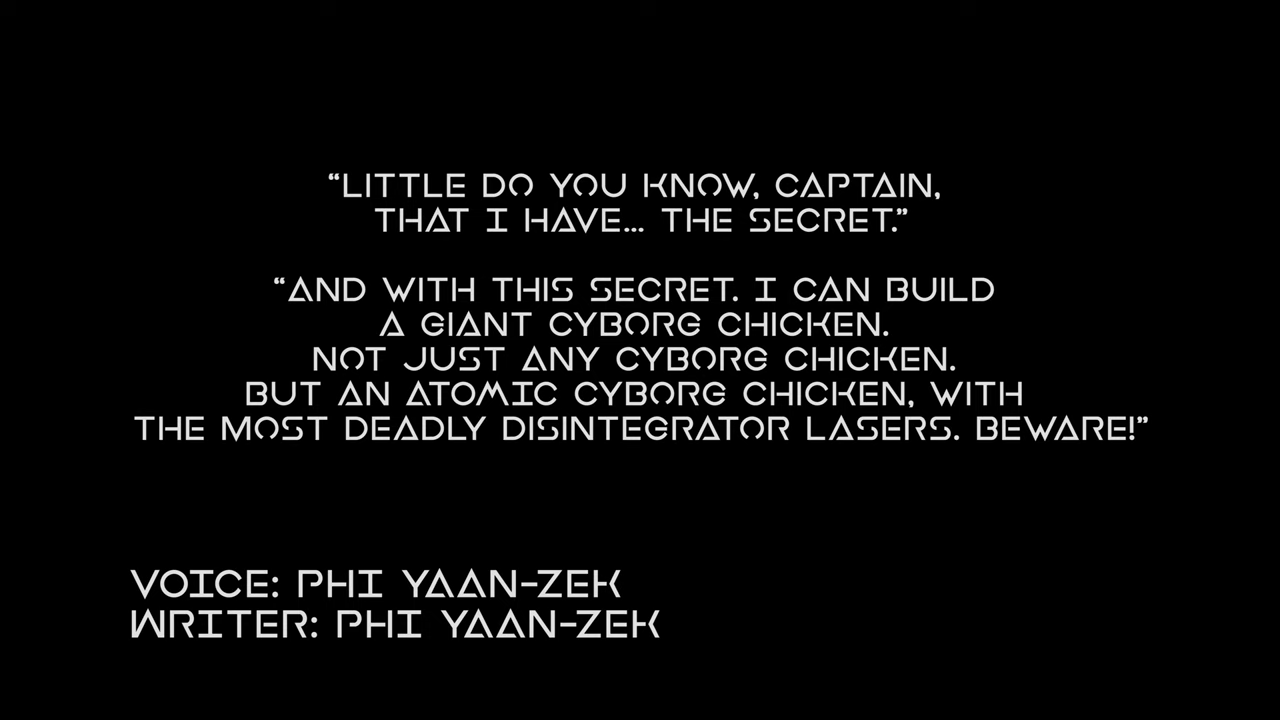 “LITTLE DO YOU KNOW, CAPTAIN,
THAT I HAVE... THE SECRET.”
“AND WITH THIS SECRET. I CAN BUILD
A GIANT CYBORG CHICKEN.
NOT JUST ANY CYBORG CHICKEN.
BUT AN ATOMIC CYBORG CHICKEN, WITH
THE MOST DEADLY DISINTEGRATOR LASERS. BEWARE!”
VOICE: PHI YAAN-ZEK
WRITER: PHI YAAN-ZEK